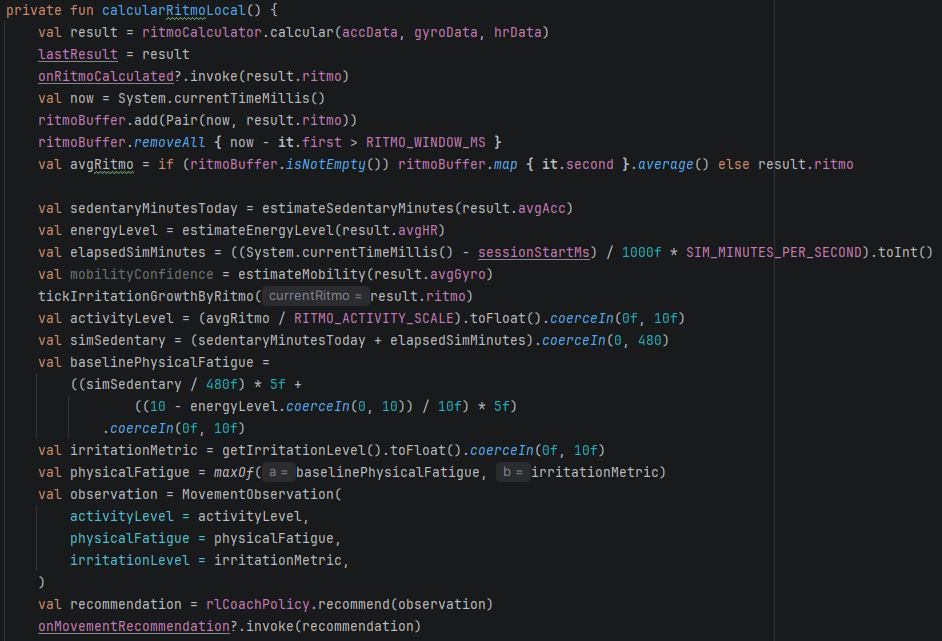 private fun calcularRitmoLocal() {
    val result = ritmoCalculator.calcular(accData, gyroData, hrData)
    lastResult = result
    onRitmoCalculated?.invoke(result.ritmo)
    val now = System.currentTimeMillis()
    ritmoBuffer.add(Pair(now, result.ritmo))
    ritmoBuffer.removeAll { now - it.first > RITMO_WINDOW_MS }
    val avgRitmo = if (ritmoBuffer.isNotEmpty()) ritmoBuffer.map { it.second }.average() else result.ritmo

    val sedentaryMinutesToday = estimateSedentaryMinutes(result.avgAcc)
    val energyLevel = estimateEnergyLevel(result.avgHR)
    val elapsedSimMinutes = ((System.currentTimeMillis() - sessionStartMs) / 1000f * SIM_MINUTES_PER_SECOND).toInt()
    val mobilityConfidence = estimateMobility(result.avgGyro)
    tickIrritationGrowthByRitmo( currentRitmo = result.ritmo)
    val activityLevel = (avgRitmo / RITMO_ACTIVITY_SCALE).toFloat().coerceIn(0f, 10f)
    val simSedentary = (sedentaryMinutesToday + elapsedSimMinutes).coerceIn(0, 480)
    val baselinePhysicalFatigue =
        ((simSedentary / 480f) * 5f +
                ((10 - energyLevel.coerceIn(0, 10)) / 10f) * 5f)
            .coerceIn(0f, 10f)
    val irritationMetric = getIrritationLevel().toFloat().coerceIn(0f, 10f)
    val physicalFatigue = maxOf( a = baselinePhysicalFatigue, b = irritationMetric)
    val observation = MovementObservation(
        activityLevel = activityLevel,
        physicalFatigue = physicalFatigue,
        irritationLevel = irritationMetric,
    )
    val recommendation = rlCoachPolicy.recommend(observation)
    onMovementRecommendation?.invoke(recommendation)